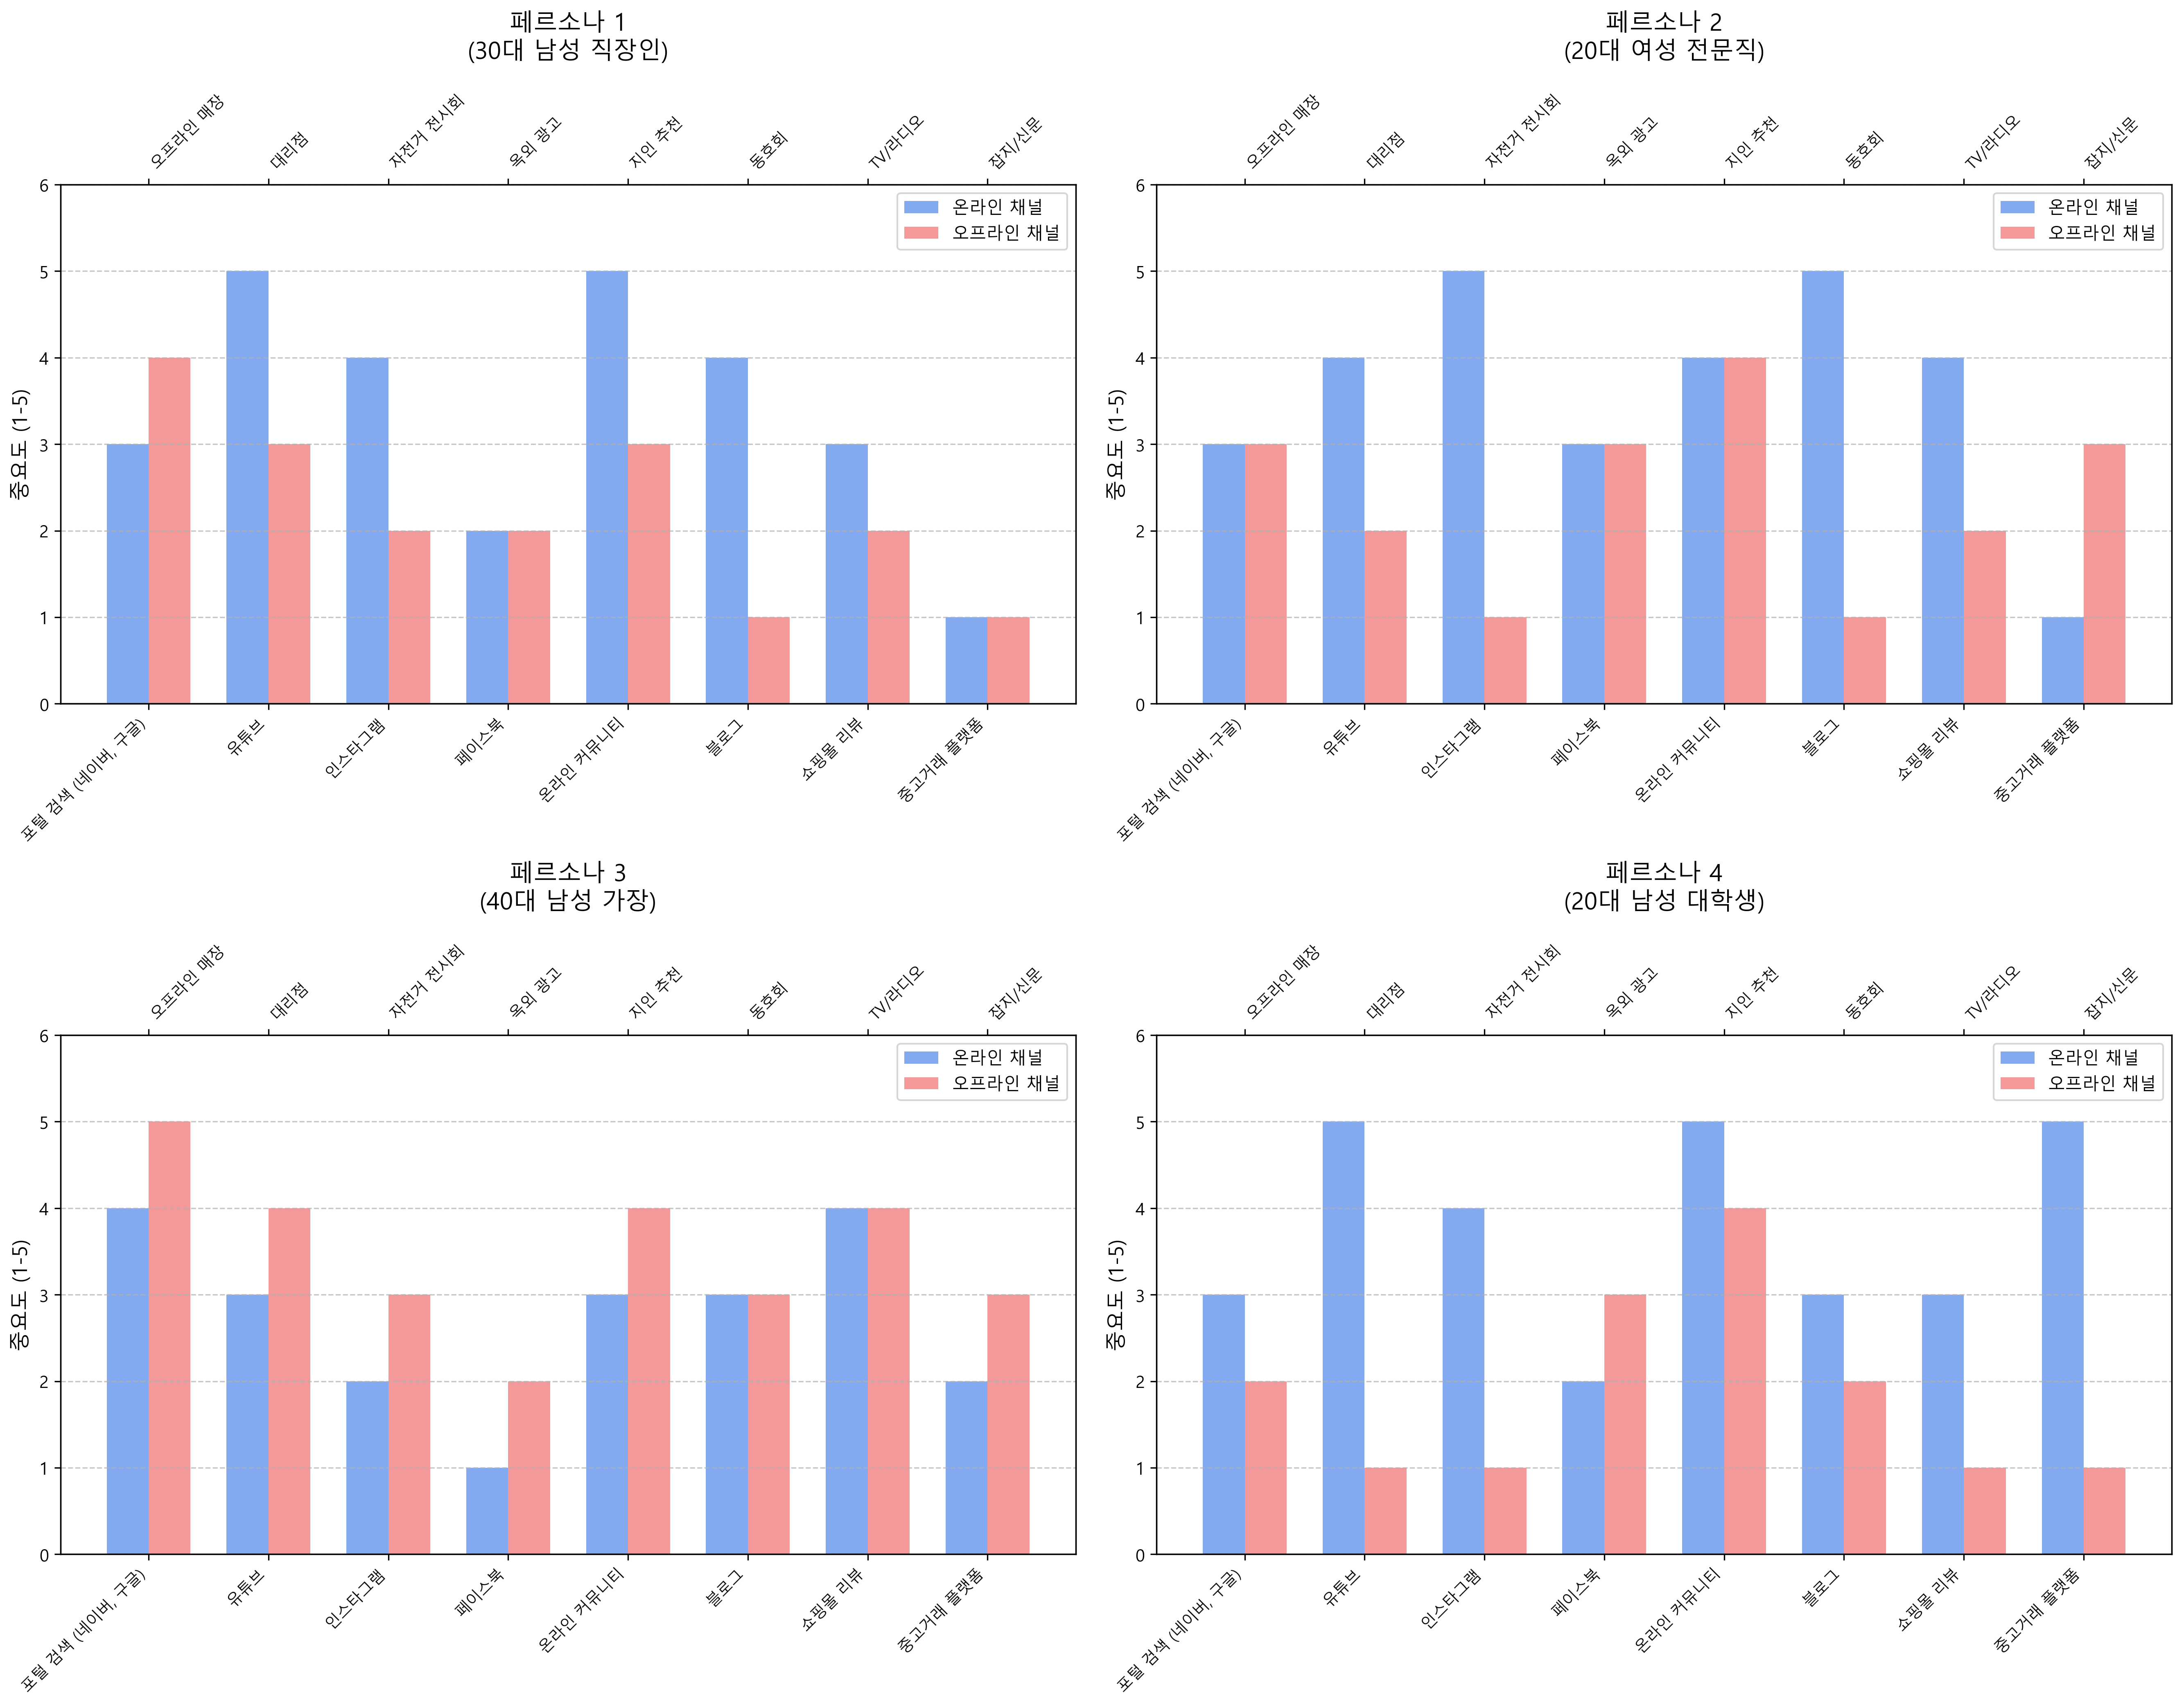 페르소나 1
(30대 남성 직장인)
오프라인 매장
대리점
자전거 전시회
옥외 광고
지인 추천
동호회
TV/라디오
잡지/신문
온라인 채널
오프라인 채널
중요도 (1-5)
6
5
4
3
2
1
0
포털 검색 (네이버, 구글)
유튜브
인스타그램
페이스북
온라인 커뮤니티
블로그
쇼핑몰 리뷰
중고거래 플랫폼
페르소나 2
(20대 여성 전문직)
오프라인 매장
대리점
자전거 전시회
옥외 광고
지인 추천
동호회
TV/라디오
잡지/신문
온라인 채널
오프라인 채널
중요도 (1-5)
6
5
4
3
2
1
0
포털 검색 (네이버, 구글)
유튜브
인스타그램
페이스북
온라인 커뮤니티
블로그
쇼핑몰 리뷰
중고거래 플랫폼
페르소나 3
(40대 남성 가장)
오프라인 매장
대리점
자전거 전시회
옥외 광고
지인 추천
동호회
TV/라디오
잡지/신문
온라인 채널
오프라인 채널
중요도 (1-5)
6
5
4
3
2
1
0
포털 검색 (네이버, 구글)
유튜브
인스타그램
페이스북
온라인 커뮤니티
블로그
쇼핑몰 리뷰
중고거래 플랫폼
페르소나 4
(20대 남성 대학생)
오프라인 매장
대리점
자전거 전시회
옥외 광고
지인 추천
동호회
TV/라디오
잡지/신문
온라인 채널
오프라인 채널
중요도 (1-5)
6
5
4
3
2
1
0
포털 검색 (네이버, 구글)
유튜브
인스타그램
페이스북
온라인 커뮤니티
블로그
쇼핑몰 리뷰
중고거래 플랫폼